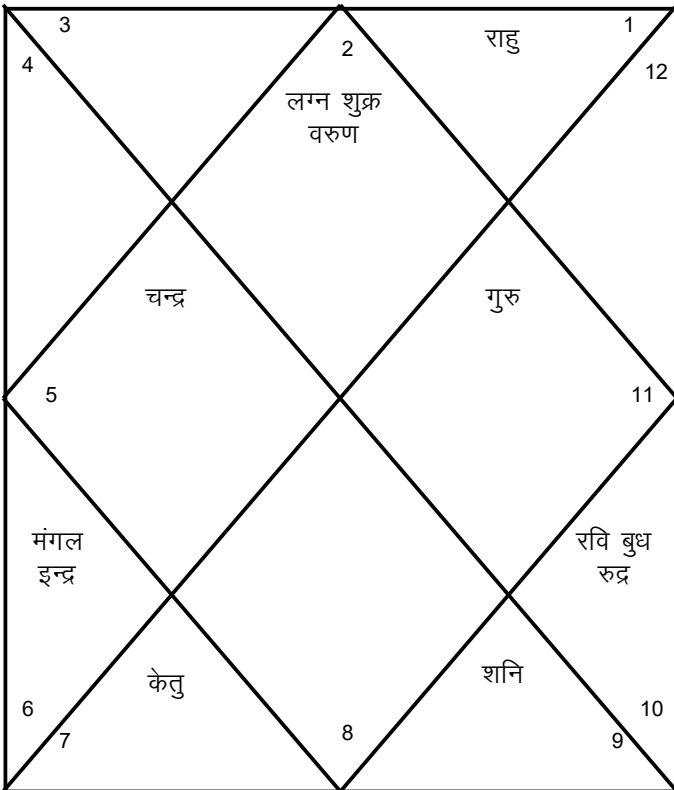 3
2
राहु
1
4
12
लग्न शुक्र
वरुण
चन्द्र
गुरु
5
11
मंगल
इन्द्र
रवि बुध
रुद्र
केतु
शनि
6
7
8
9
10